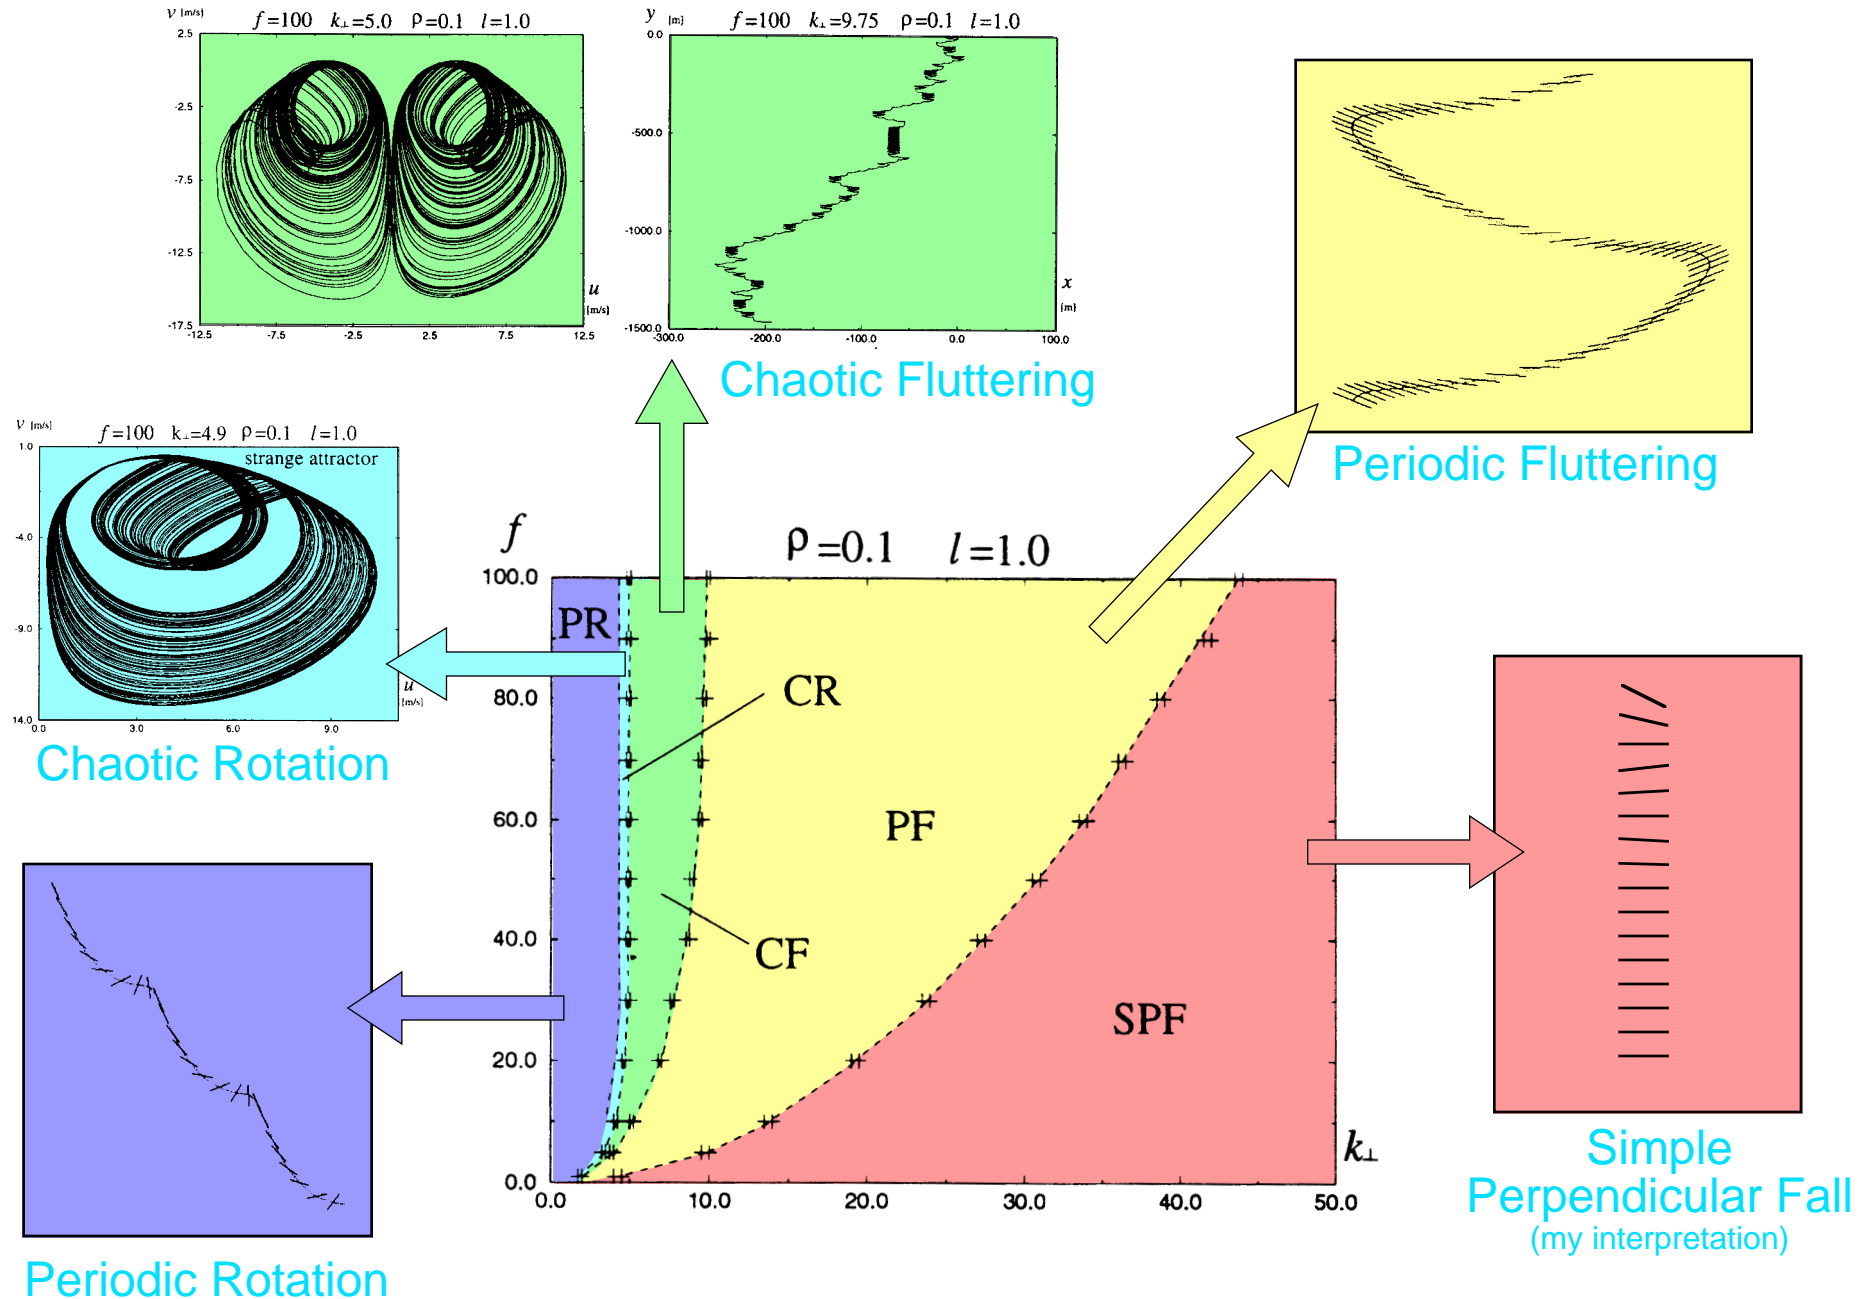 v [m/s]
f=100 k⊥=5.0 ρ=0.1 l=1.0
2.5
-2.5
-7.5
-12.5
-17.5
-12.5 -7.5 -2.5 2.5 7.5 12.5
u
[m/s]
y [m]
f=100 k⊥=9.75 ρ=0.1 l=1.0
0.0
-500.0
-1000.0
-1500.0
-300.0 -200.0 -100.0 0.0 100.0
x
[m]
Chaotic Fluttering
Periodic Fluttering
v [m/s]
f=100 k⊥=4.9 ρ=0.1 l=1.0
strange attractor
1.0
-4.0
-9.0
14.0
0.0 3.0 6.0 9.0
u
[m/s]
Chaotic Rotation
f
ρ=0.1 l=1.0
100.0
80.0
60.0
40.0
20.0
0.0
0.0 10.0 20.0 30.0 40.0 50.0
k⊥
PR
CR
PF
CF
SPF
Periodic Rotation
Simple
Perpendicular Fall
(my interpretation)